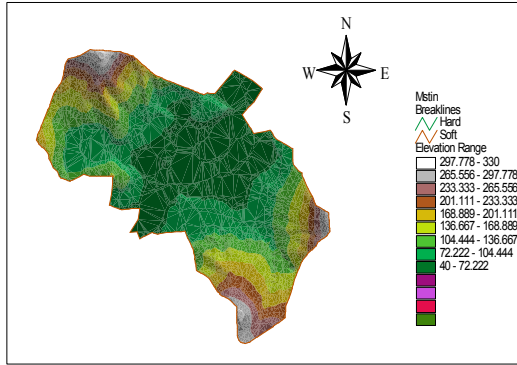 N
W E
S
Mstin
Breaklines
Hard
Soft
Elevation Range
297.778 - 330
265.556 - 297.778
233.333 - 265.556
201.111 - 233.333
168.889 - 201.111
136.667 - 168.889
104.444 - 136.667
72.222 - 104.444
40 - 72.222